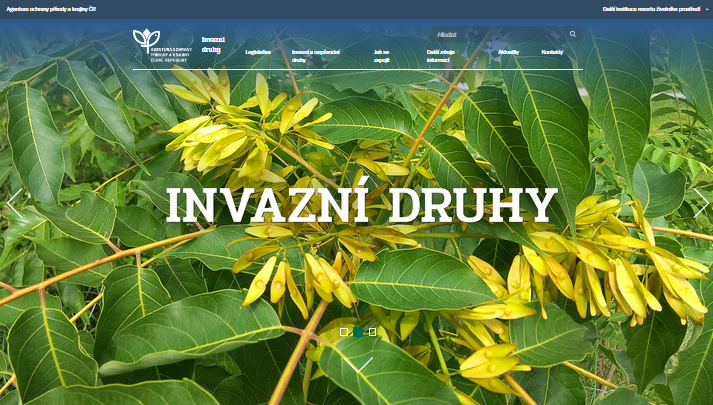 Agentura ochrany přírody a krajiny ČR
Další instituce resortu životního prostředí
AGENTURA OCHRANY
PŘÍRODY A KRAJINY
ČESKÉ REPUBLIKY
Invazní
druhy
Hledat
Legislativa
Invazní a nepůvodní
druhy
Jak se
zapojit
Další zdroje
informací
Aktuality
Kontakty
INVAZNÍ DRUHY